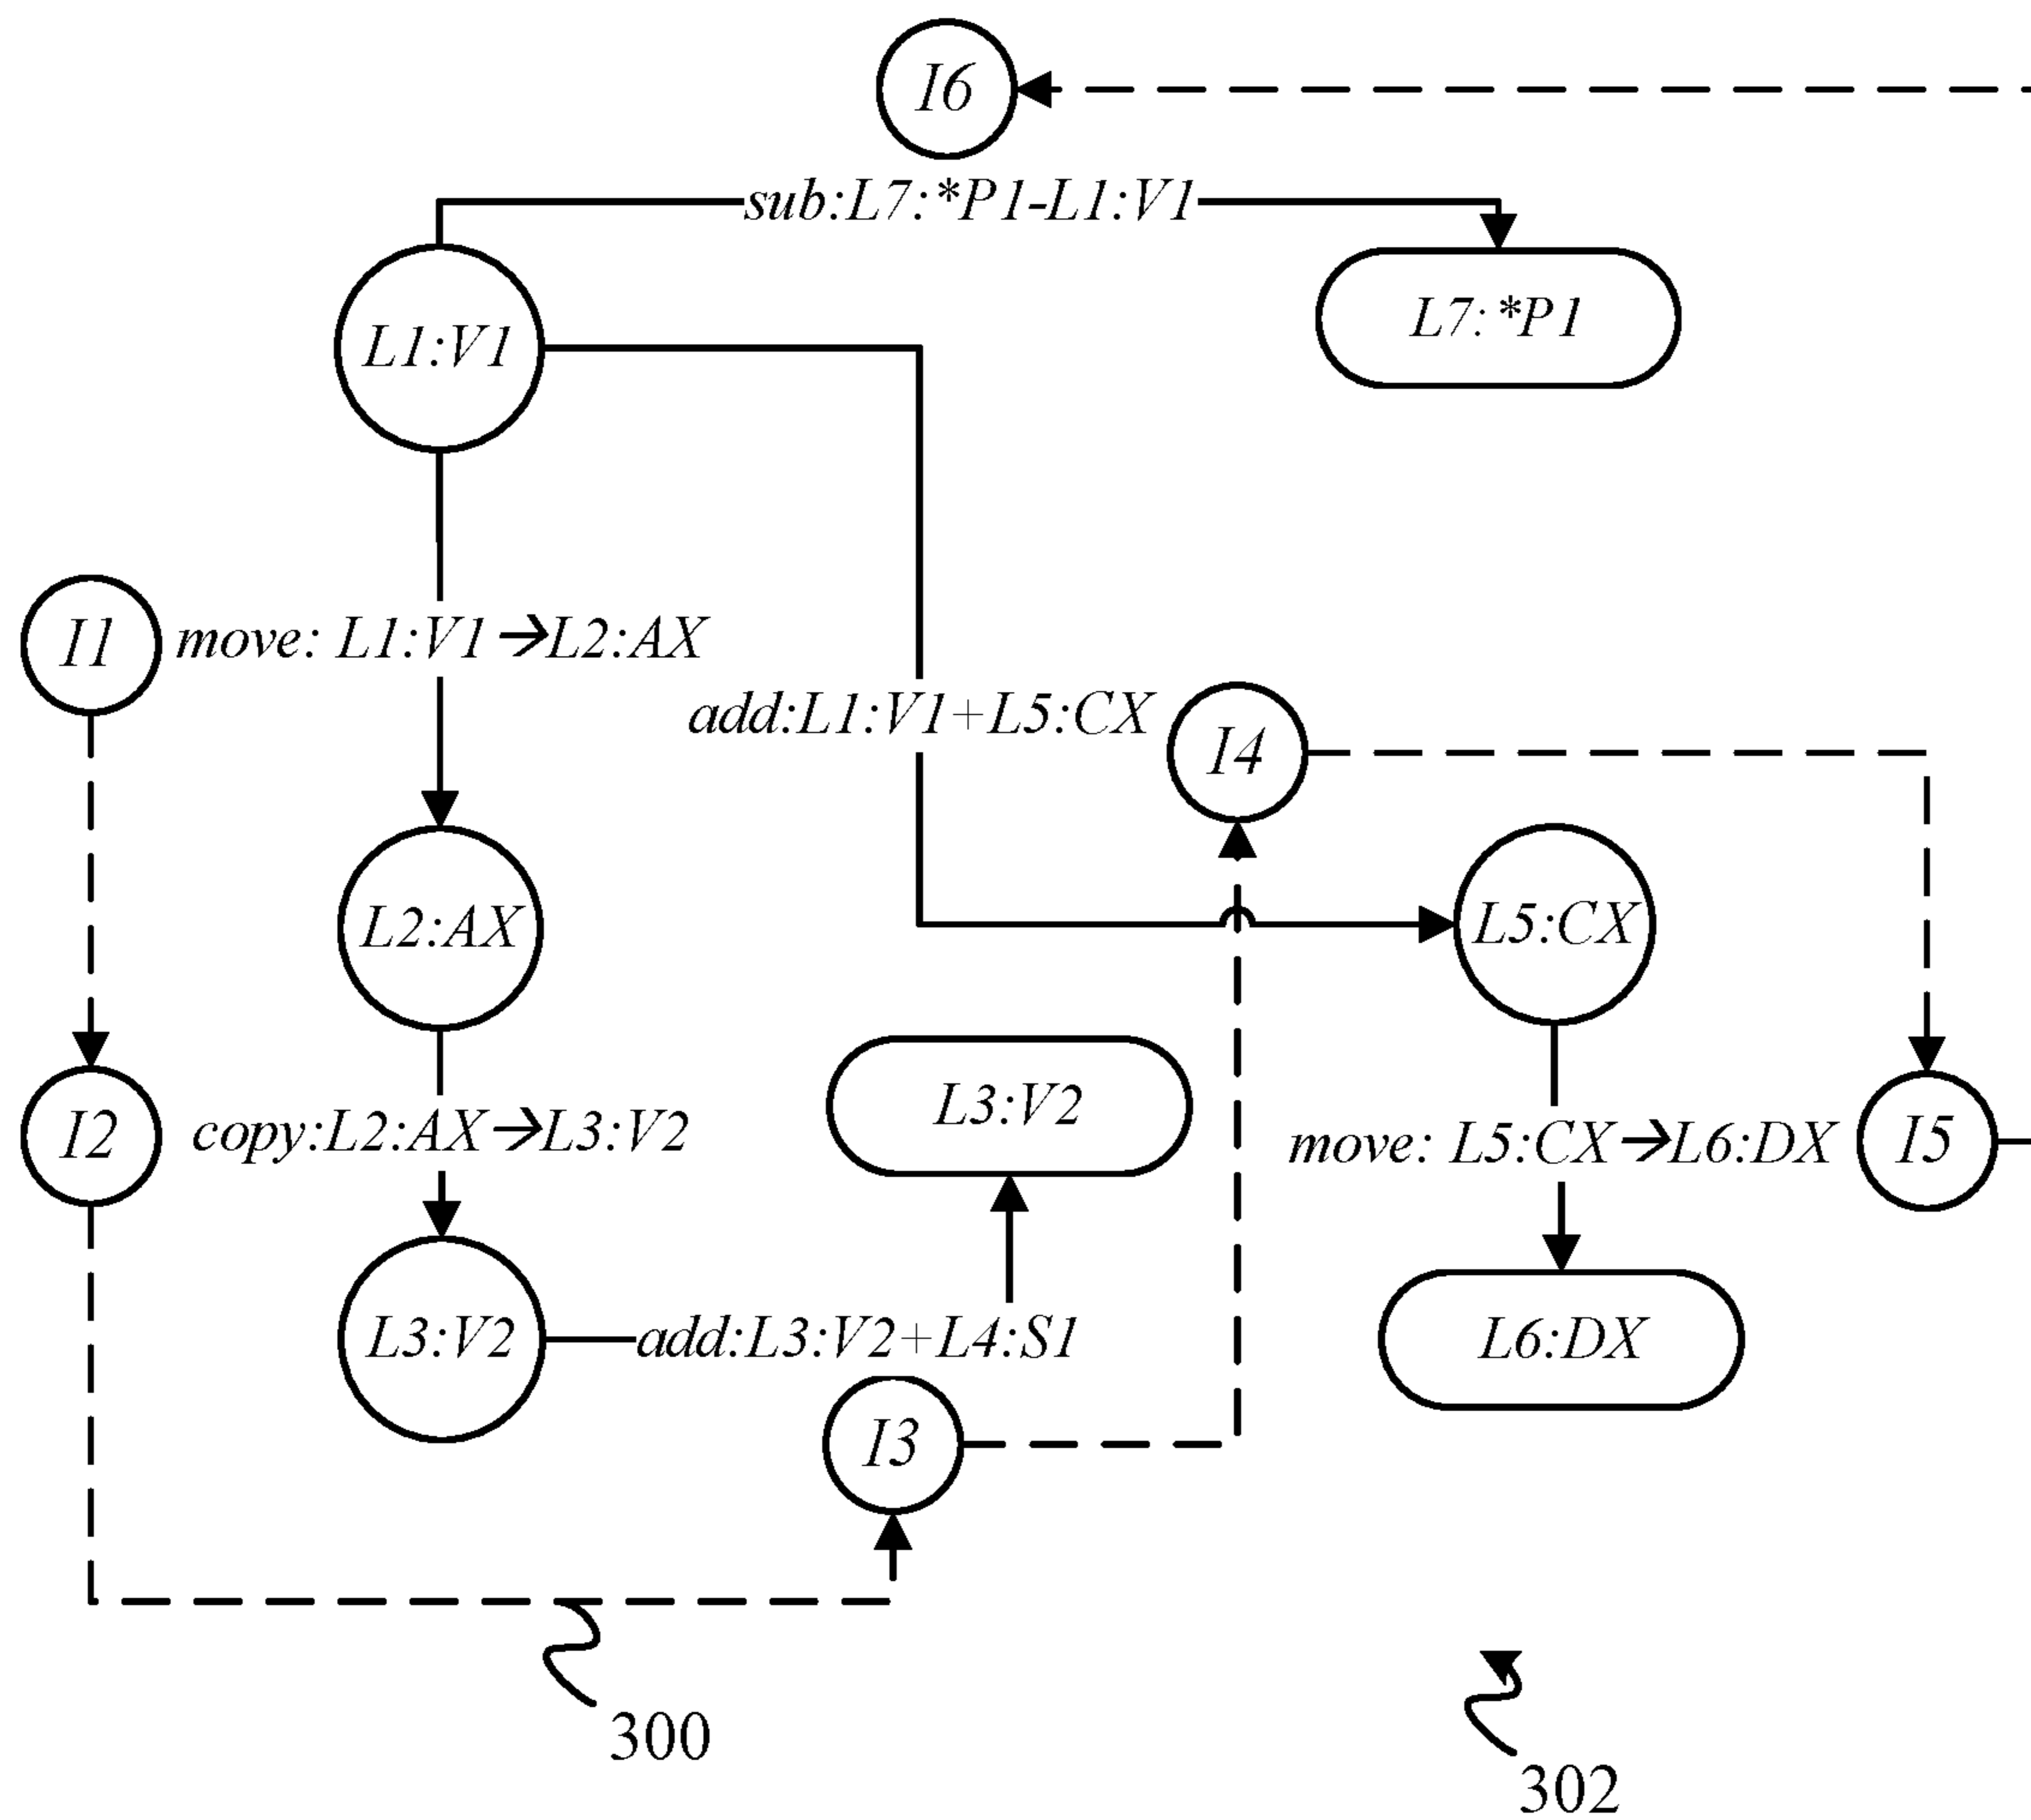 I6
sub:L7:*P1-L1:V1
L7:*P1
L1:V1
I1
move: L1:V1→L2:AX
add:L1:V1+L5:CX
I4
L2:AX
L5:CX
L3:V2
I2
copy:L2:AX→L3:V2
move: L5:CX→L6:DX
I5
L3:V2
add:L3:V2+L4:S1
L6:DX
I3
300
302